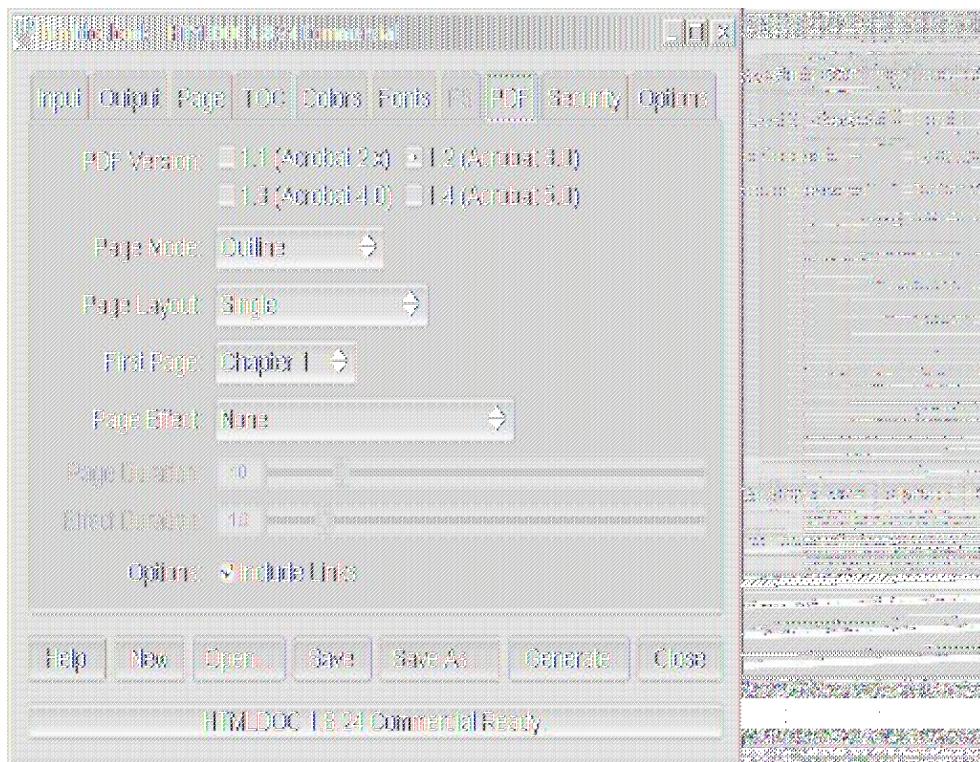 HTMLDOC 1.8.24 Commercial
Input Output Page TOC Colors Fonts PS PDF Security Options
PDF Version: 1.1 (Acrobat 2.x) 1.2 (Acrobat 3.0)
1.3 (Acrobat 4.0) 1.4 (Acrobat 5.0)
Page Mode: Outline
Page Layout: Single
First Page: Chapter 1
Page Effect: None
Page Duration: 10
Effect Duration: 1.0
Options: Include Links
Help New Open... Save Save As... Generate Close
HTMLDOC 1.8.24 Commercial Ready.